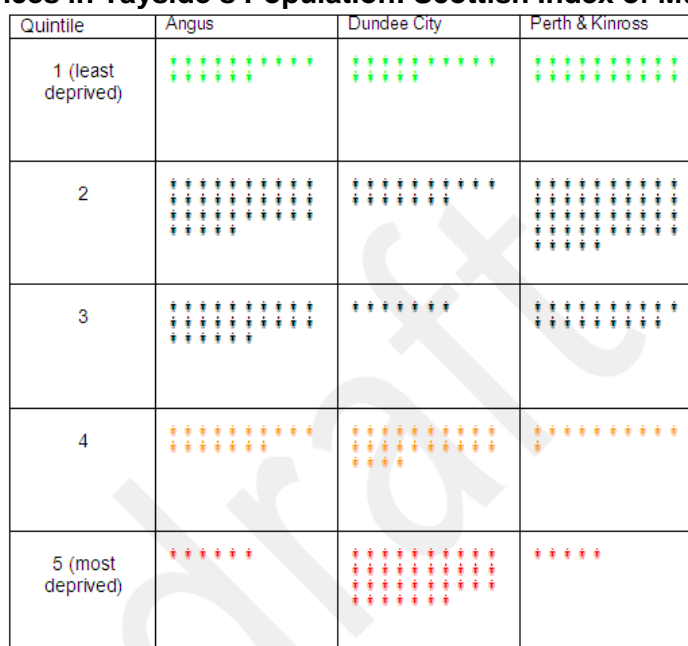 in Tayside's Population: Scottish Index of
Quintile Angus Dundee City Perth & Kinross
1 (least
deprived)
2
3
4
5 (most
deprived)
draft